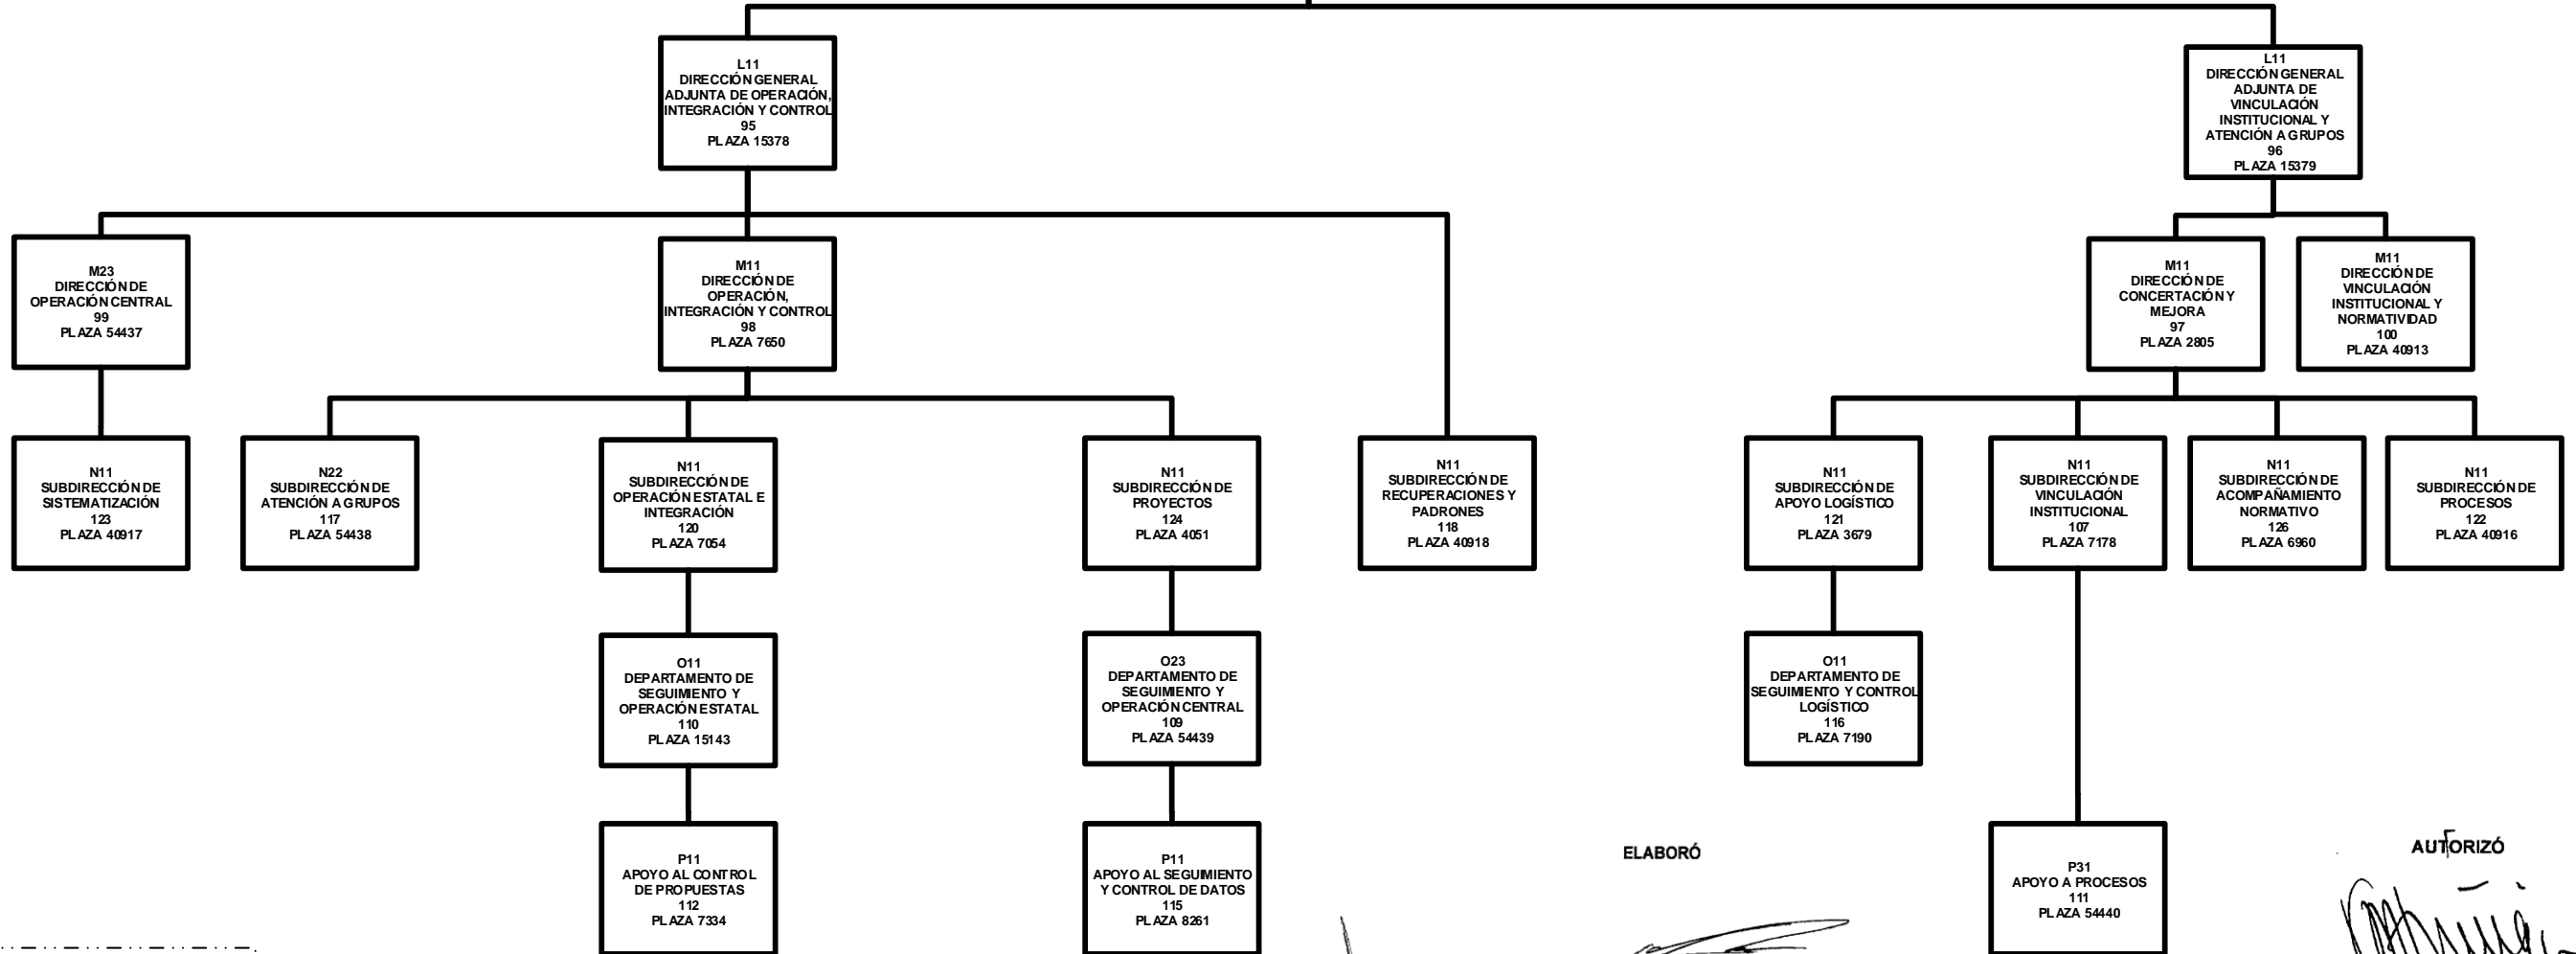 L11
DIRECCIÓN GENERAL
ADJUNTA DE OPERACIÓN,
INTEGRACIÓN Y CONTROL
95
PLAZA 15378
L11
DIRECCIÓN GENERAL
ADJUNTA DE
VINCULACIÓN
INSTITUCIONAL Y
ATENCIÓN A GRUPOS
96
PLAZA 15379
M23
DIRECCIÓN DE
OPERACIÓN CENTRAL
99
PLAZA 54437
M11
DIRECCIÓN DE
OPERACIÓN,
INTEGRACIÓN Y CONTROL
98
PLAZA 7650
M11
DIRECCIÓN DE
CONCERTACIÓN Y
MEJORA
97
PLAZA 2805
M11
DIRECCIÓN DE
VINCULACIÓN
INSTITUCIONAL Y
NORMATIVIDAD
100
PLAZA 40913
N11
SUBDIRECCIÓN DE
SISTEMATIZACIÓN
123
PLAZA 40917
N22
SUBDIRECCIÓN DE
ATENCIÓN A GRUPOS
117
PLAZA 54438
N11
SUBDIRECCIÓN DE
OPERACIÓN ESTATAL E
INTEGRACIÓN
120
PLAZA 7054
N11
SUBDIRECCIÓN DE
PROYECTOS
124
PLAZA 4051
N11
SUBDIRECCIÓN DE
RECUPERACIONES Y
PADRONES
118
PLAZA 40918
N11
SUBDIRECCIÓN DE
APOYO LOGÍSTICO
121
PLAZA 3679
N11
SUBDIRECCIÓN DE
VINCULACIÓN
INSTITUCIONAL
107
PLAZA 7178
N11
SUBDIRECCIÓN DE
ACOMPAÑAMIENTO
NORMATIVO
126
PLAZA 6960
N11
SUBDIRECCIÓN DE
PROCESOS
122
PLAZA 40916
O11
DEPARTAMENTO DE
SEGUIMIENTO Y
OPERACIÓN ESTATAL
110
PLAZA 15143
O23
DEPARTAMENTO DE
SEGUIMIENTO Y
OPERACIÓN CENTRAL
109
PLAZA 54439
O11
DEPARTAMENTO DE
SEGUIMIENTO Y CONTROL
LOGÍSTICO
116
PLAZA 7190
P11
APOYO AL CONTROL
DE PROPUESTAS
112
PLAZA 7334
P11
APOYO AL SEGUIMIENTO
Y CONTROL DE DATOS
115
PLAZA 8261
ELABORÓ
P31
APOYO A PROCESOS
111
PLAZA 54440
AUTORIZÓ